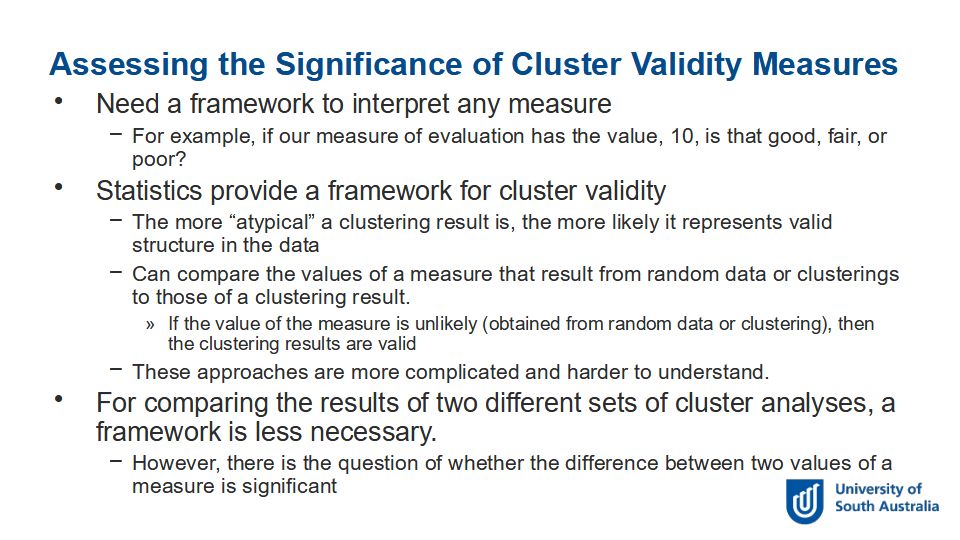 Assessing the Significance of Cluster Validity Measures
• Need a framework to interpret any measure
– For example, if our measure of evaluation has the value, 10, is that good, fair, or
poor?
• Statistics provide a framework for cluster validity
– The more “atypical” a clustering result is, the more likely it represents valid
structure in the data
– Can compare the values of a measure that result from random data or clusterings
to those of a clustering result.
» If the value of the measure is unlikely (obtained from random data or clustering), then
the clustering results are valid
– These approaches are more complicated and harder to understand.
• For comparing the results of two different sets of cluster analyses, a
framework is less necessary.
– However, there is the question of whether the difference between two values of a
measure is significant
University of
South Australia